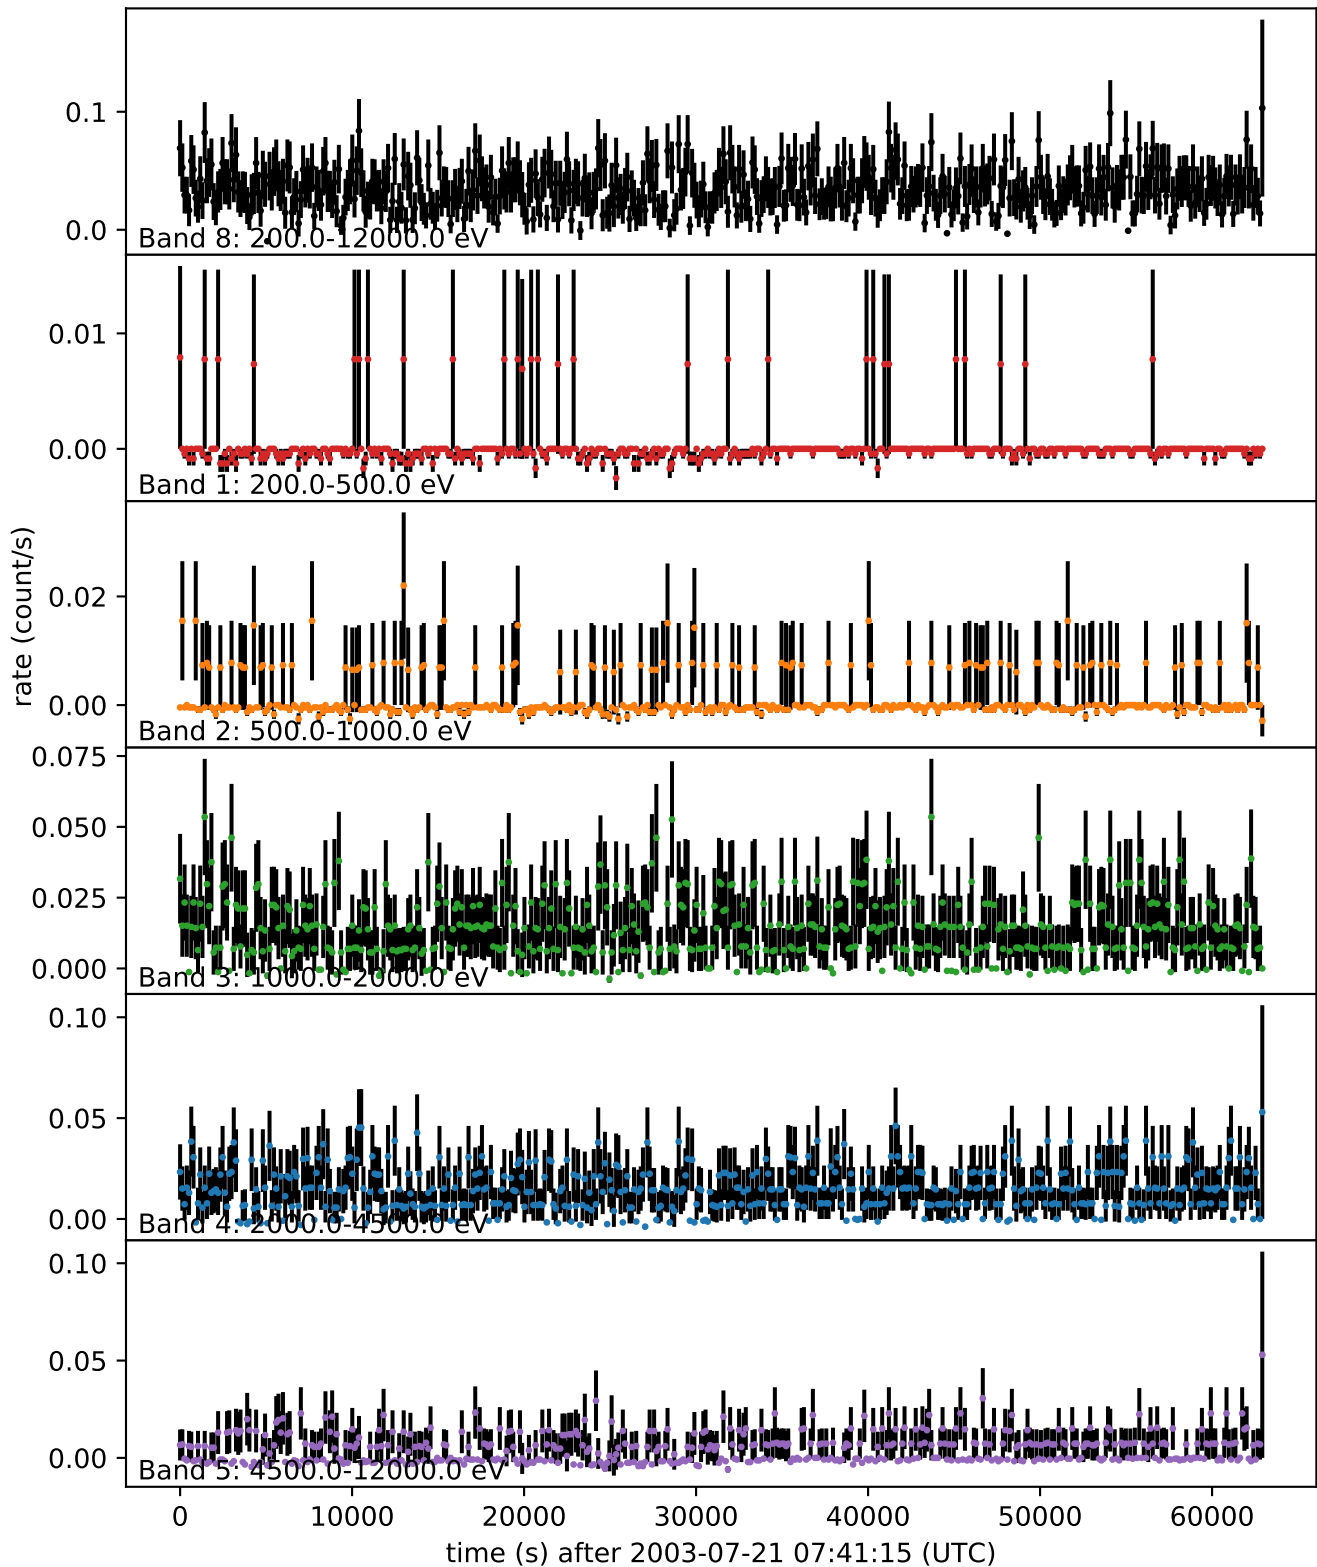 0.1
0.0
Band 8: 200.0-12000.0 eV
0.01
0.00
Band 1: 200.0-500.0 eV
rate (count/s)
0.02
0.00
Band 2: 500.0-1000.0 eV
0.075
0.050
0.025
0.000
Band 3: 1000.0-2000.0 eV
0.10
0.05
0.00
Band 4: 2000.0-4500.0 eV
0.10
0.05
0.00
Band 5: 4500.0-12000.0 eV
0 10000 20000 30000 40000 50000 60000
time (s) after 2003-07-21 07:41:15 (UTC)